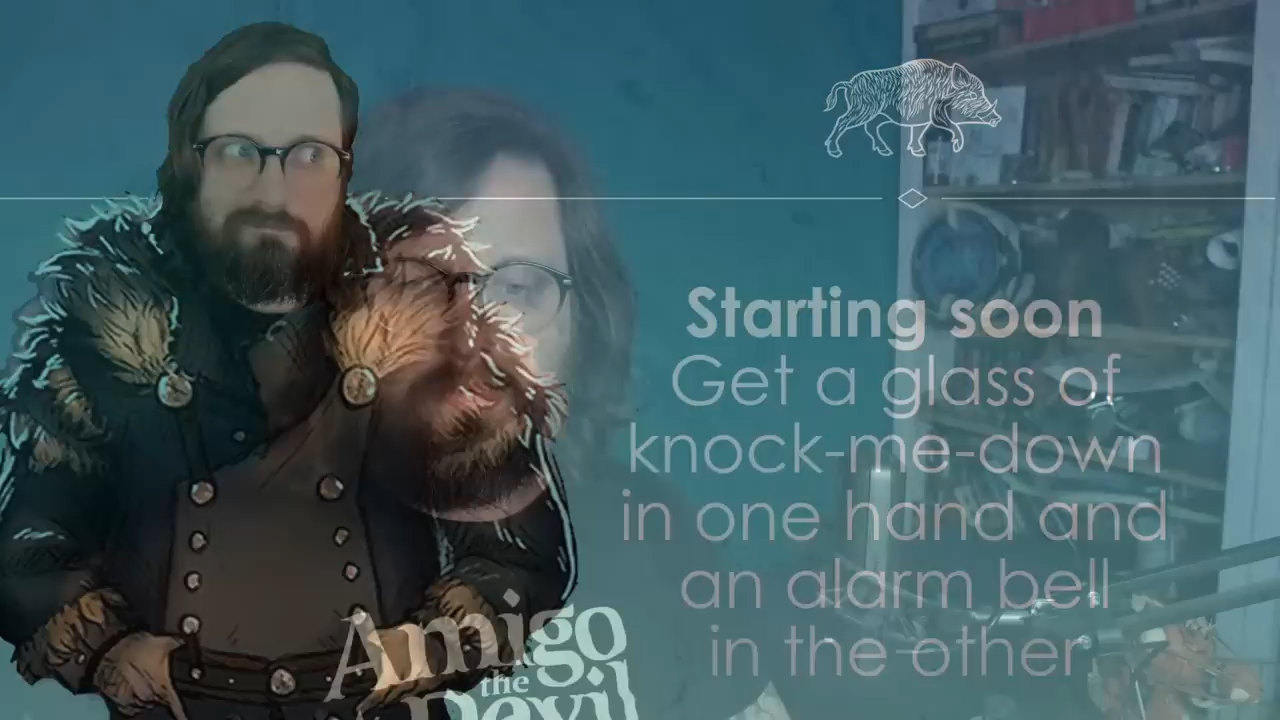 Starting soon
Get a glass of
knock-me-down
in one hand and
an alarm bell
in the other
Amigo
the
Devil